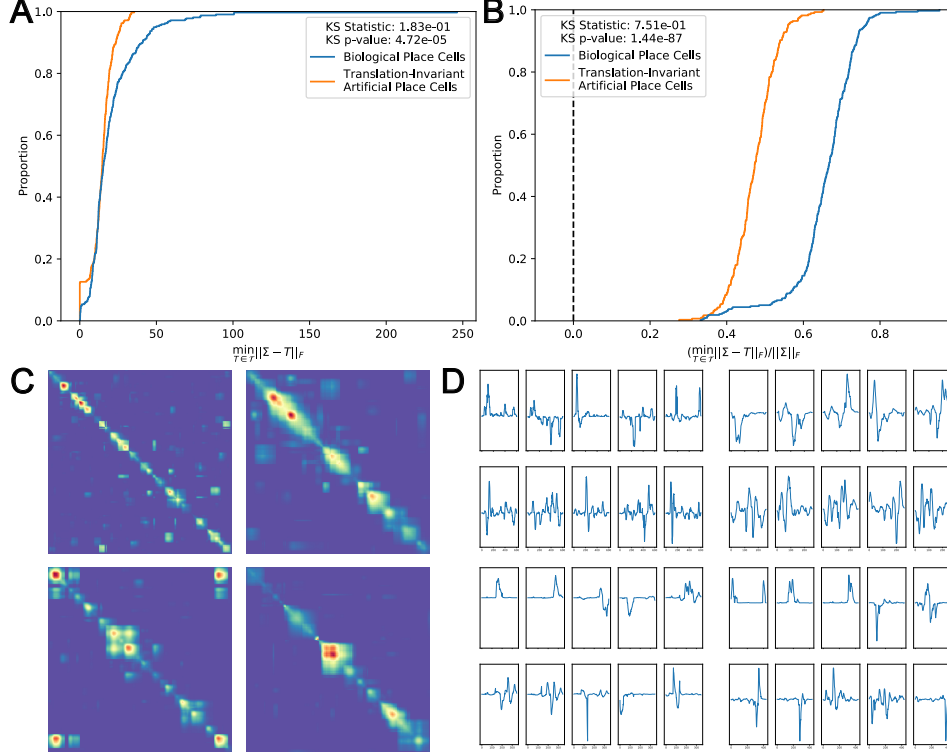 A
KS Statistic: 1.83e-01
KS p-value: 4.72e-05
Biological Place Cells
Translation-Invariant
Artificial Place Cells
Proportion
1.0
0.8
0.6
0.4
0.2
0.0
0
50
100
150
200
250
min ||Σ − T||_F
T∈𝒯
B
KS Statistic: 7.51e-01
KS p-value: 1.44e-87
Biological Place Cells
Translation-Invariant
Artificial Place Cells
Proportion
1.0
0.8
0.6
0.4
0.2
0.0
0.0
0.2
0.4
0.6
0.8
(min ||Σ − T||_F)/||Σ||_F
T∈𝒯
C
D